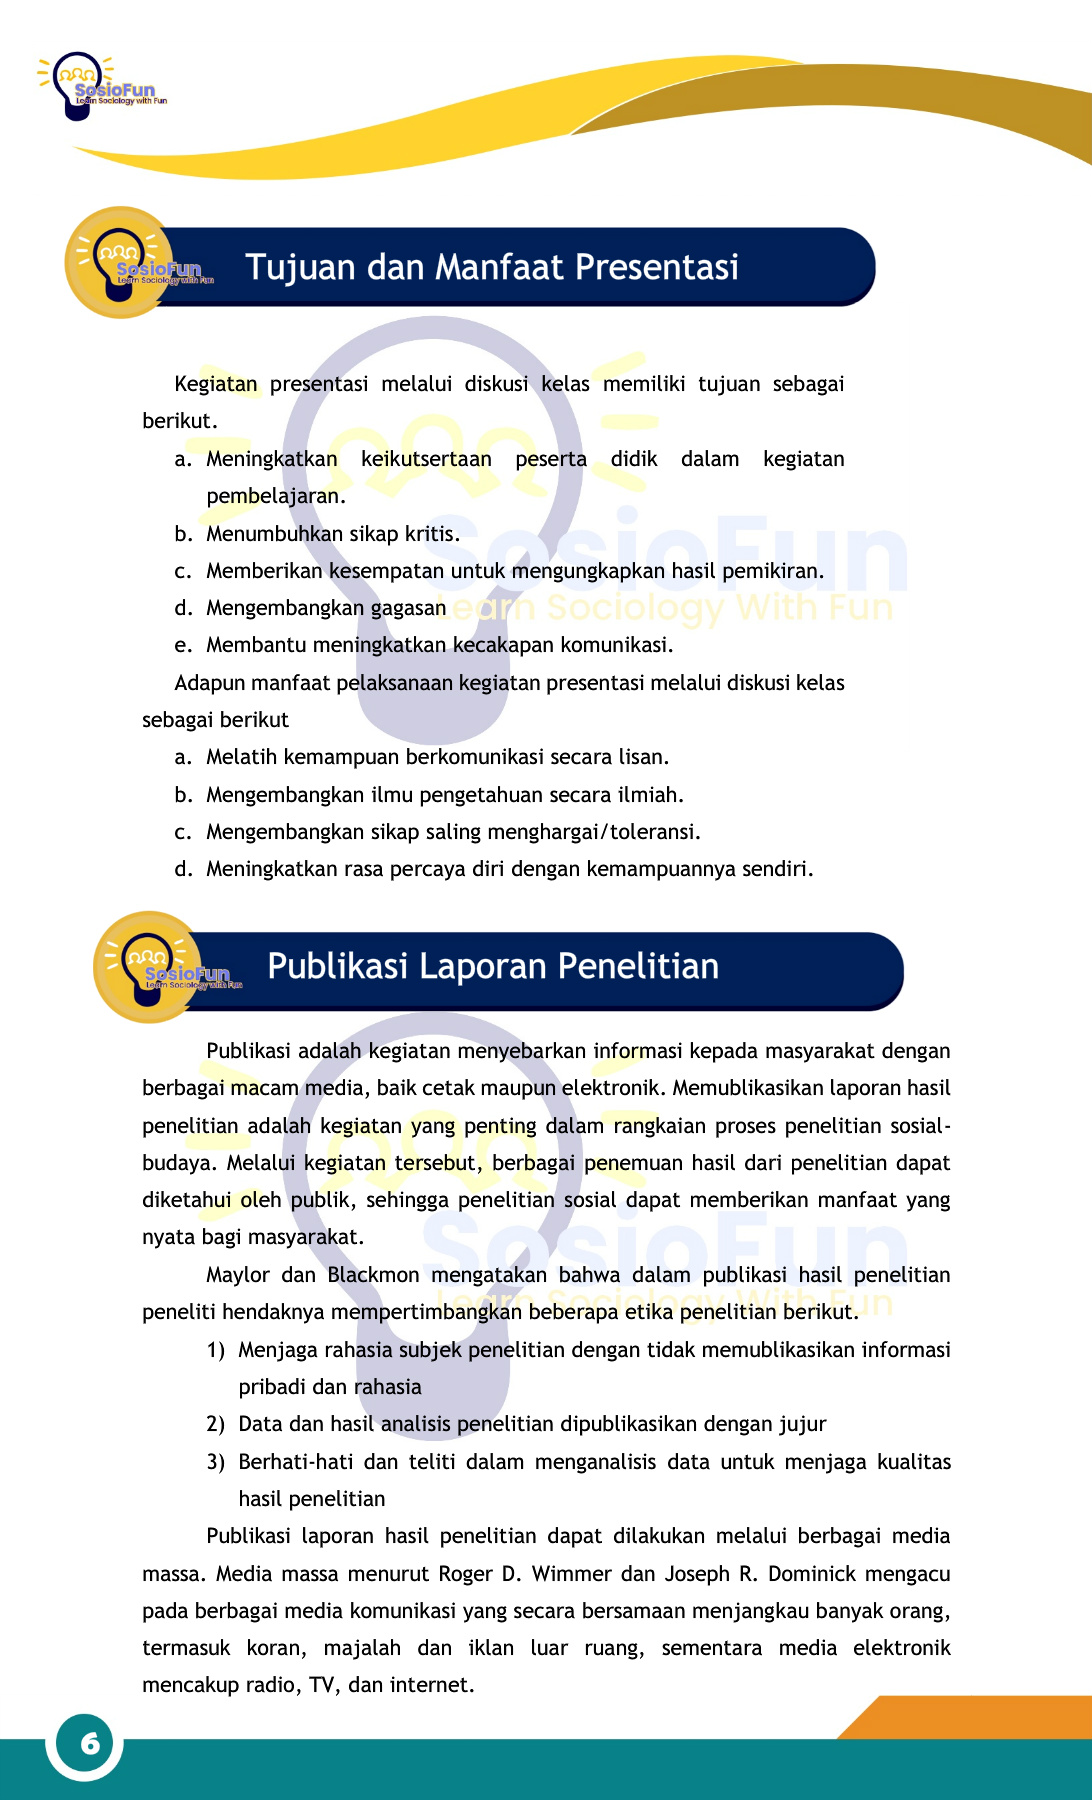 SosioFun
Learn Sociology with Fun
SosioFun
Learn Sociology with Fun
Tujuan dan Manfaat Presentasi
Kegiatan presentasi melalui diskusi kelas memiliki tujuan sebagai
berikut.
a. Meningkatkan keikutsertaan peserta didik dalam kegiatan
pembelajaran.
b. Menumbuhkan sikap kritis.
c. Memberikan kesempatan untuk mengungkapkan hasil pemikiran.
d. Mengembangkan gagasan
e. Membantu meningkatkan kecakapan komunikasi.
SosioFun
Learn Sociology With Fun
Adapun manfaat pelaksanaan kegiatan presentasi melalui diskusi kelas
sebagai berikut
a. Melatih kemampuan berkomunikasi secara lisan.
b. Mengembangkan ilmu pengetahuan secara ilmiah.
c. Mengembangkan sikap saling menghargai/toleransi.
d. Meningkatkan rasa percaya diri dengan kemampuannya sendiri.
SosioFun
Learn Sociology with Fun
Publikasi Laporan Penelitian
Publikasi adalah kegiatan menyebarkan informasi kepada masyarakat dengan
berbagai macam media, baik cetak maupun elektronik. Memublikasikan laporan hasil
penelitian adalah kegiatan yang penting dalam rangkaian proses penelitian sosial-
budaya. Melalui kegiatan tersebut, berbagai penemuan hasil dari penelitian dapat
diketahui oleh publik, sehingga penelitian sosial dapat memberikan manfaat yang
nyata bagi masyarakat.
SosioFun
Learn Sociology With Fun
Maylor dan Blackmon mengatakan bahwa dalam publikasi hasil penelitian
peneliti hendaknya mempertimbangkan beberapa etika penelitian berikut.
1) Menjaga rahasia subjek penelitian dengan tidak memublikasikan informasi
pribadi dan rahasia
2) Data dan hasil analisis penelitian dipublikasikan dengan jujur
3) Berhati-hati dan teliti dalam menganalisis data untuk menjaga kualitas
hasil penelitian
Publikasi laporan hasil penelitian dapat dilakukan melalui berbagai media
massa. Media massa menurut Roger D. Wimmer dan Joseph R. Dominick mengacu
pada berbagai media komunikasi yang secara bersamaan menjangkau banyak orang,
termasuk koran, majalah dan iklan luar ruang, sementara media elektronik
mencakup radio, TV, dan internet.
6